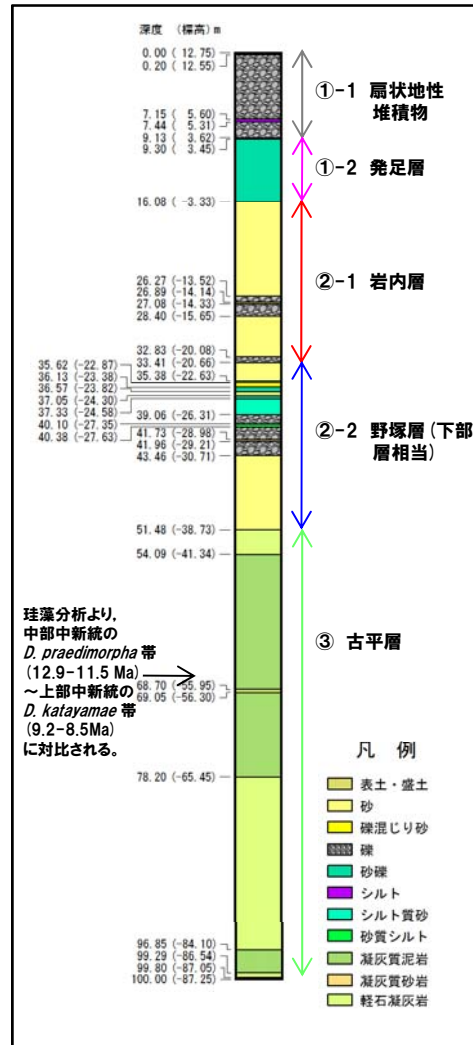 深度 (標高) m
0.00 ( 12.75)
0.20 ( 12.55)
7.15 ( 5.60)
7.44 ( 5.31)
9.13 ( 3.62)
9.30 ( 3.45)
16.08 ( -3.33)
26.27 (-13.52)
26.89 (-14.14)
27.08 (-14.33)
28.40 (-15.65)
32.83 (-20.08)
33.41 (-20.66)
35.38 (-22.63)
35.62 (-22.87)
36.13 (-23.38)
36.57 (-23.82)
37.05 (-24.30)
37.33 (-24.58)
39.06 (-26.31)
40.10 (-27.35)
40.38 (-27.63)
41.73 (-28.98)
41.96 (-29.21)
43.46 (-30.71)
51.48 (-38.73)
54.09 (-41.34)
68.70 (-55.95)
69.05 (-56.30)
78.20 (-65.45)
96.85 (-84.10)
99.29 (-86.54)
99.80 (-87.05)
100.00 (-87.25)
①-1 扇状地性
堆積物
①-2 発足層
②-1 岩内層
②-2 野塚層(下部
層相当)
③ 古平層
珪藻分析より,
中部中新統の
D. praedimorpha 帯
(12.9-11.5 Ma)
~上部中新統の
D. katayamae 帯
(9.2-8.5Ma)
に対比される。
凡 例
表土・盛土
砂
礫混じり砂
礫
砂礫
シルト
シルト質砂
砂質シルト
凝灰質泥岩
凝灰質砂岩
軽石凝灰岩